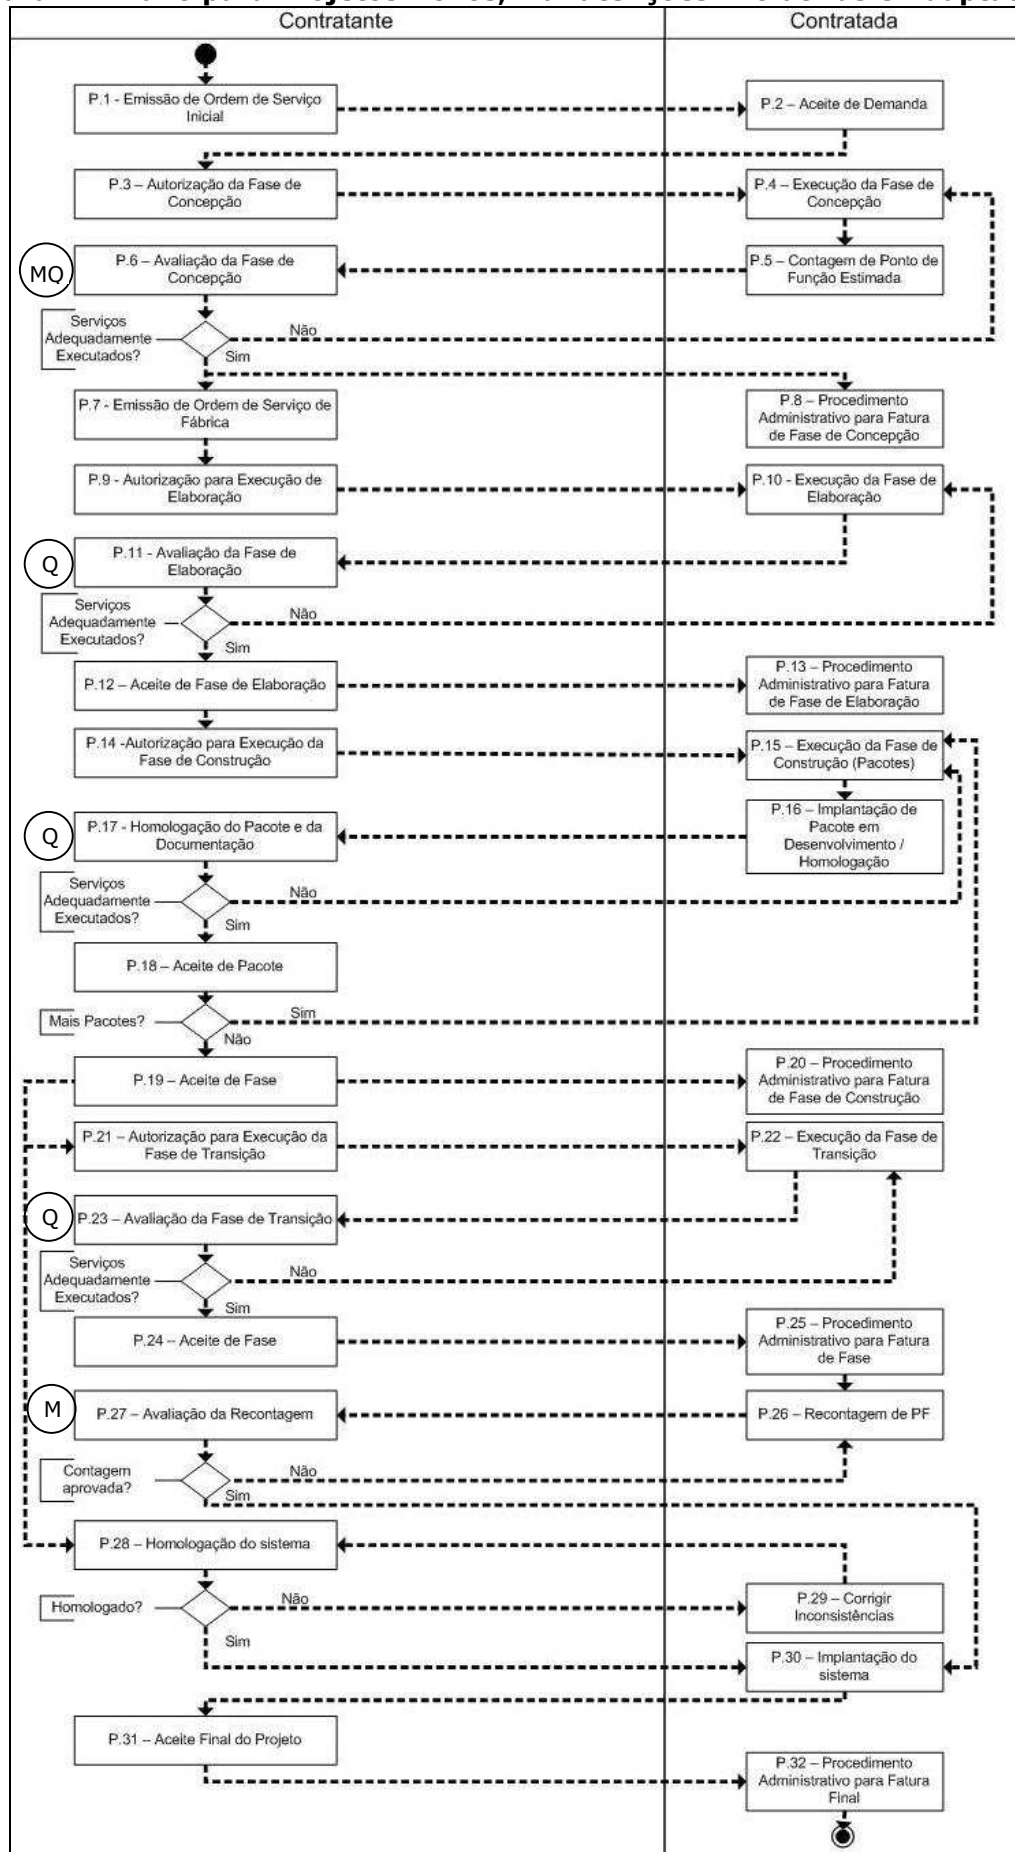 Contratante
Contratada
P.1 - Emissão de Ordem de Serviço
Inicial
P.2 – Aceite de Demanda
P.3 – Autorização da Fase de
Concepção
P.4 – Execução da Fase de
Concepção
MQ
P.6 – Avaliação da Fase de
Concepção
P.5 – Contagem de Ponto de
Função Estimada
Serviços
Adequadamente
Executados?
Não
Sim
P.7 - Emissão de Ordem de Serviço de
Fábrica
P.8 – Procedimento
Administrativo para Fatura
de Fase de Concepção
P.9 - Autorização para Execução de
Elaboração
P.10 - Execução da Fase de
Elaboração
Q
P.11 - Avaliação da Fase de
Elaboração
Serviços
Adequadamente
Executados?
Não
Sim
P.12 – Aceite de Fase de Elaboração
P.13 – Procedimento
Administrativo para Fatura
de Fase de Elaboração
P.14 -Autorização para Execução da
Fase de Construção
P.15 – Execução da Fase de
Construção (Pacotes)
Q
P.17 - Homologação do Pacote e da
Documentação
P.16 – Implantação de
Pacote em
Desenvolvimento /
Homologação
Serviços
Adequadamente
Executados?
Não
Sim
P.18 – Aceite de Pacote
Mais Pacotes?
Sim
Não
P.19 – Aceite de Fase
P.20 – Procedimento
Administrativo para Fatura
de Fase de Construção
P.21 – Autorização para Execução da
Fase de Transição
P.22 – Execução da Fase de
Transição
Q
P.23 – Avaliação da Fase de Transição
Serviços
Adequadamente
Executados?
Não
Sim
P.24 – Aceite de Fase
P.25 – Procedimento
Administrativo para Fatura
de Fase
M
P.27 – Avaliação da Recontagem
P.26 – Recontagem de PF
Contagem
aprovada?
Não
Sim
P.28 – Homologação do sistema
Homologado?
Não
Sim
P.29 – Corrigir
Inconsistências
P.30 – Implantação do
sistema
P.31 – Aceite Final do Projeto
P.32 – Procedimento
Administrativo para Fatura
Final